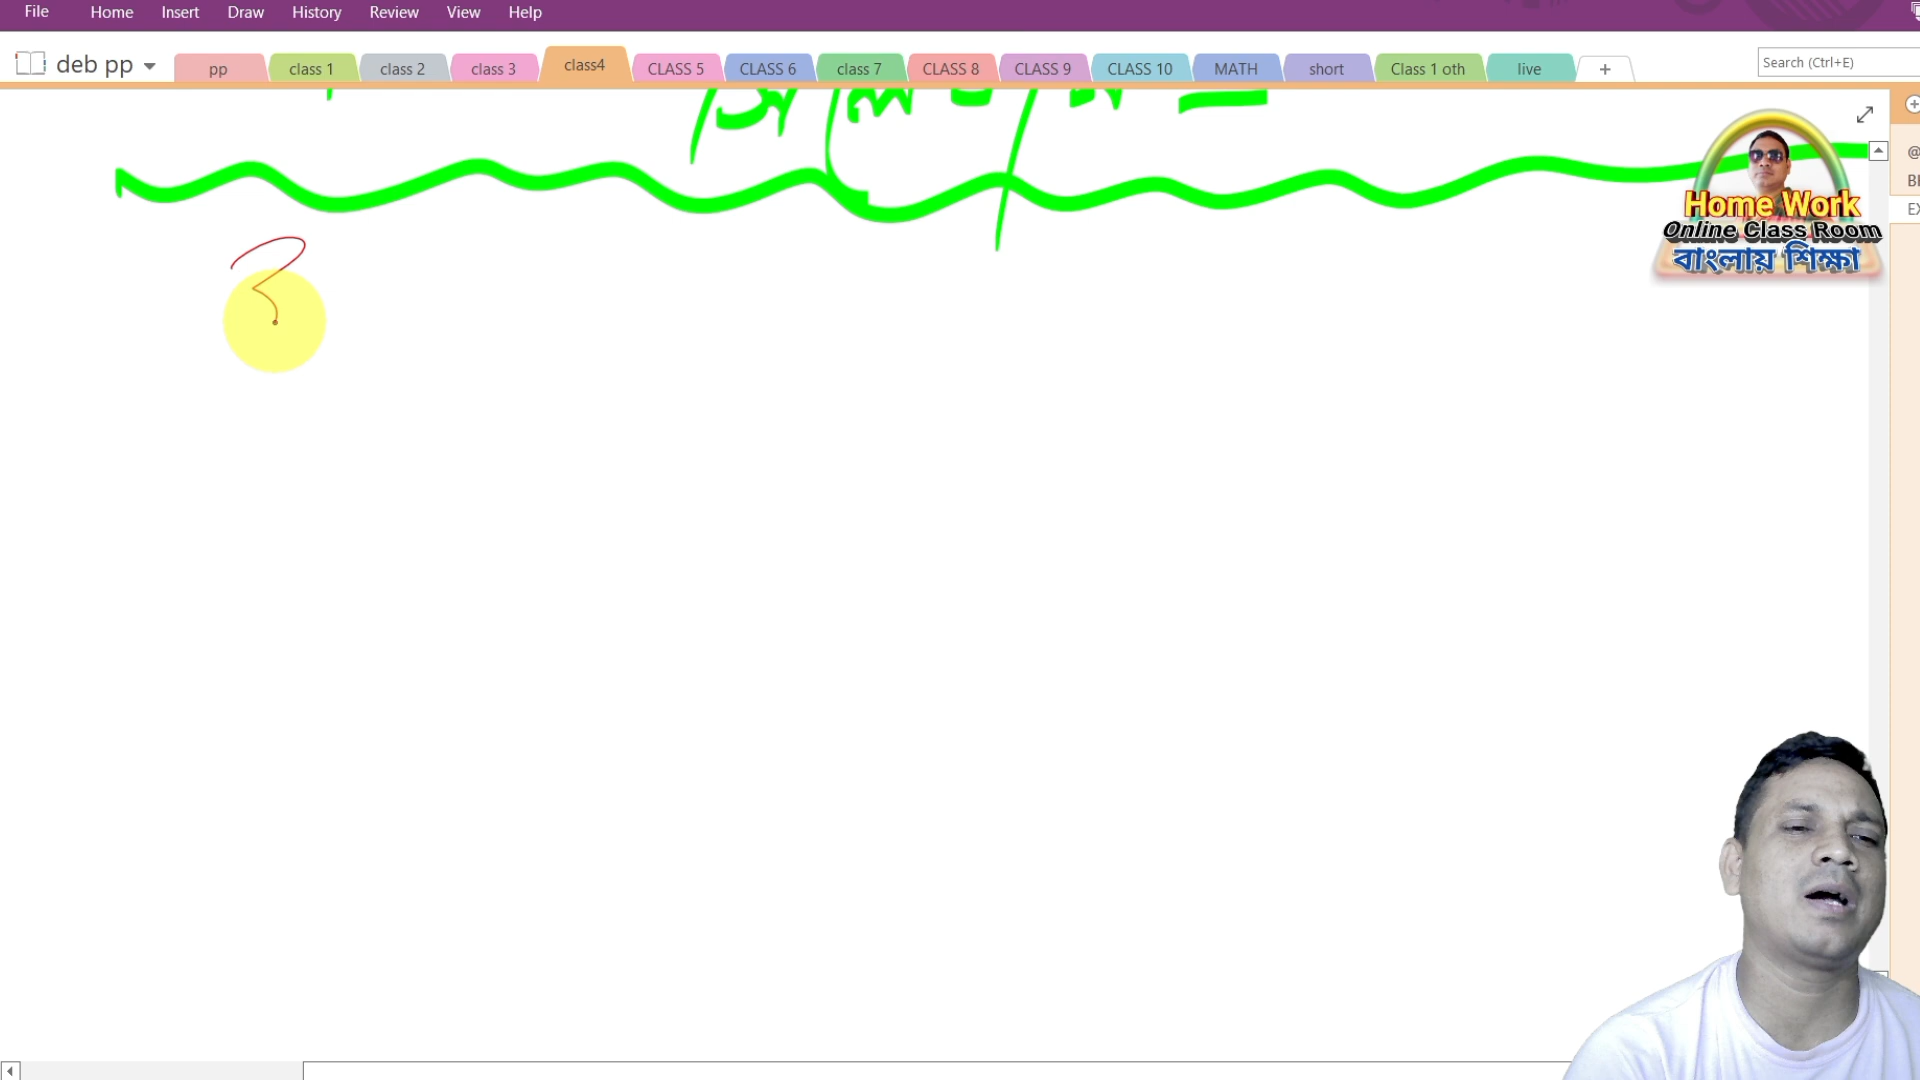 File Home Insert Draw History Review View Help
deb pp pp class 1 class 2 class 3 class4 CLASS 5 CLASS 6 class 7 CLASS 8 CLASS 9 CLASS 10 MATH short Class 1 oth live + Search (Ctrl+E)
Home Work
Online Class Room
বাংলায় শিক্ষা